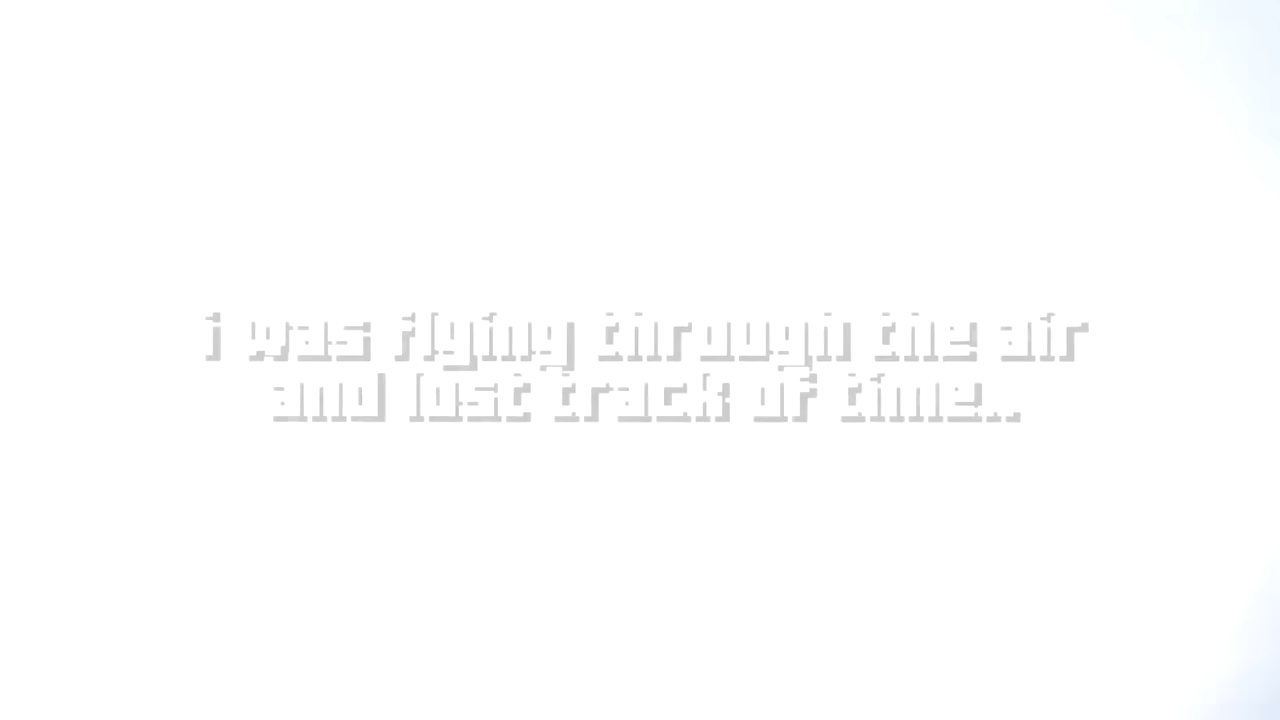 i was flying through the air
and lost track of time..